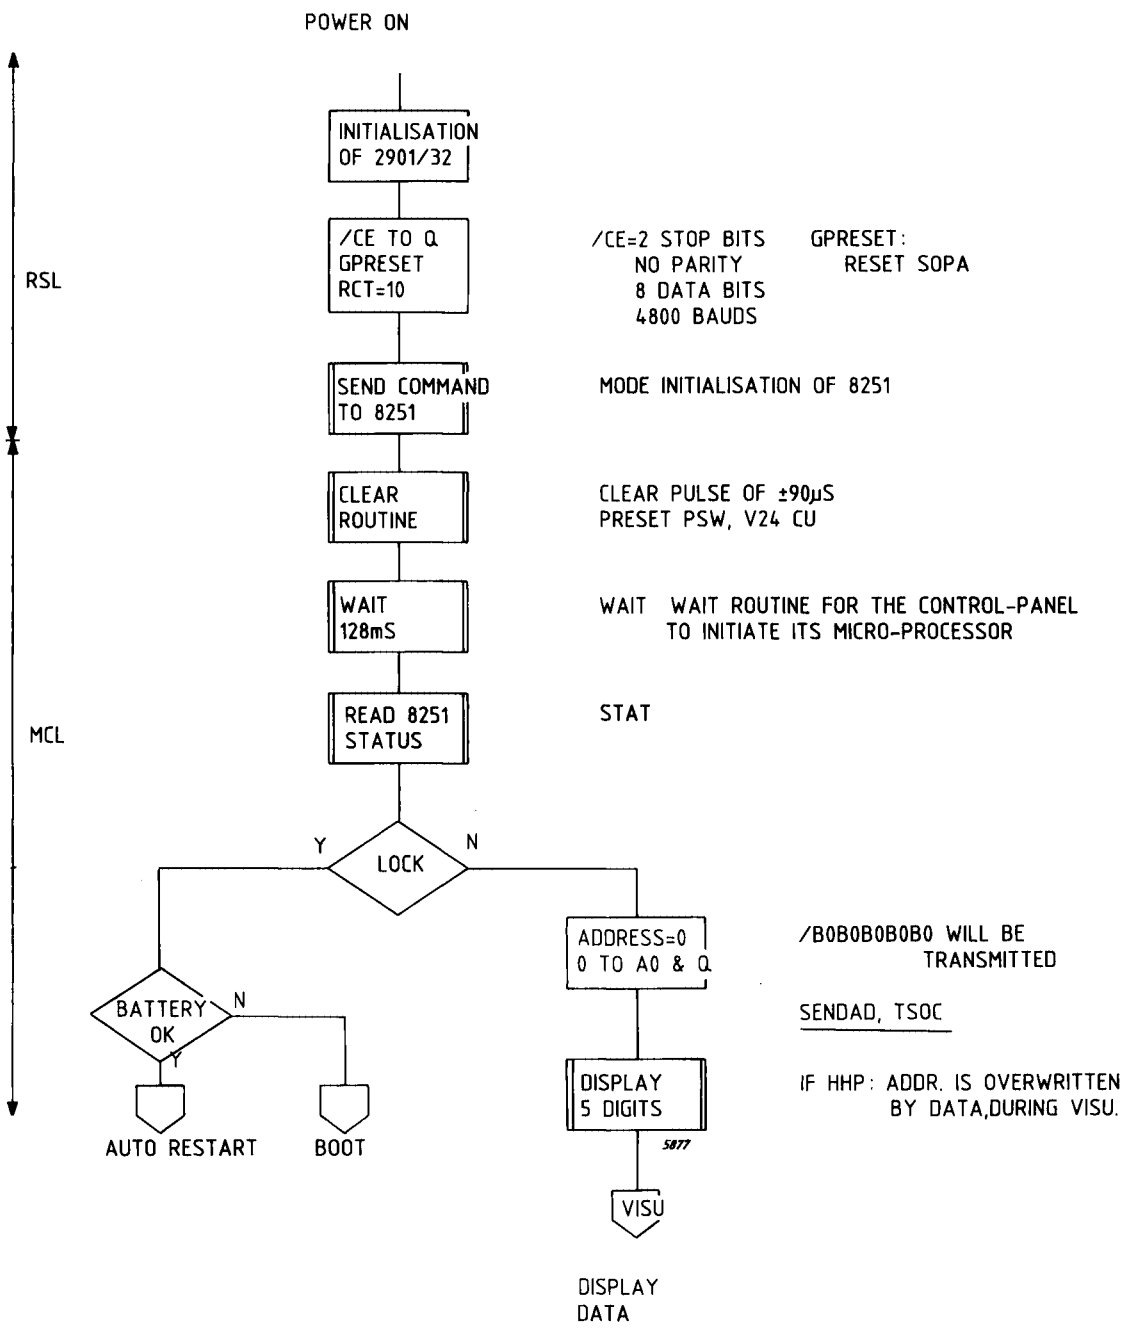 POWER ON
INITIALISATION
OF 2901/32
/CE TO Q
GPRESET
RCT=10
/CE=2 STOP BITS
NO PARITY
8 DATA BITS
4800 BAUDS
GPRESET:
RESET SOPA
RSL
SEND COMMAND
TO 8251
MODE INITIALISATION OF 8251
CLEAR
ROUTINE
CLEAR PULSE OF ±90µS
PRESET PSW, V24 CU
WAIT
128mS
WAIT WAIT ROUTINE FOR THE CONTROL-PANEL
TO INITIATE ITS MICRO-PROCESSOR
READ 8251
STATUS
STAT
MCL
Y
LOCK
N
ADDRESS=0
0 TO A0 & Q
/B0B0B0B0B0 WILL BE
TRANSMITTED
SENDAD, TSOC
BATTERY
OK
N
Y
DISPLAY
5 DIGITS
IF HHP: ADDR. IS OVERWRITTEN
BY DATA,DURING VISU.
AUTO RESTART
BOOT
5877
VISU
DISPLAY
DATA